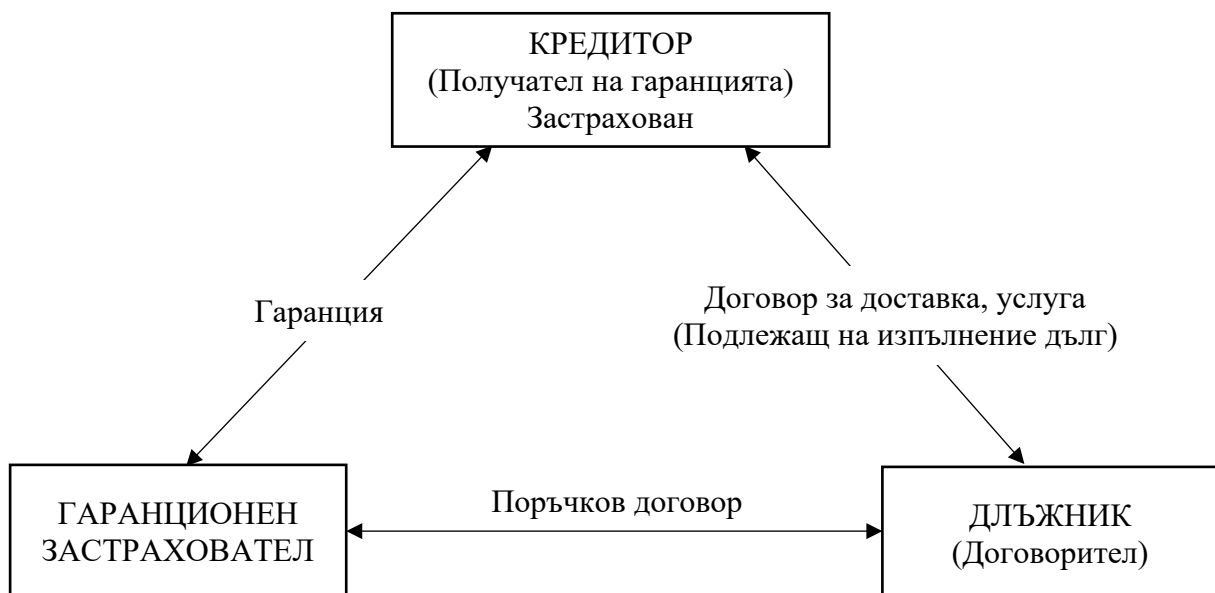 КРЕДИТОР
(Получател на гаранцията)
Застрахован
Гаранция
Договор за доставка, услуга
(Подлежащ на изпълнение дълг)
Поръчков договор
ГАРАНЦИОНЕН
ЗАСТРАХОВАТЕЛ
ДЛЪЖНИК
(Договорител)